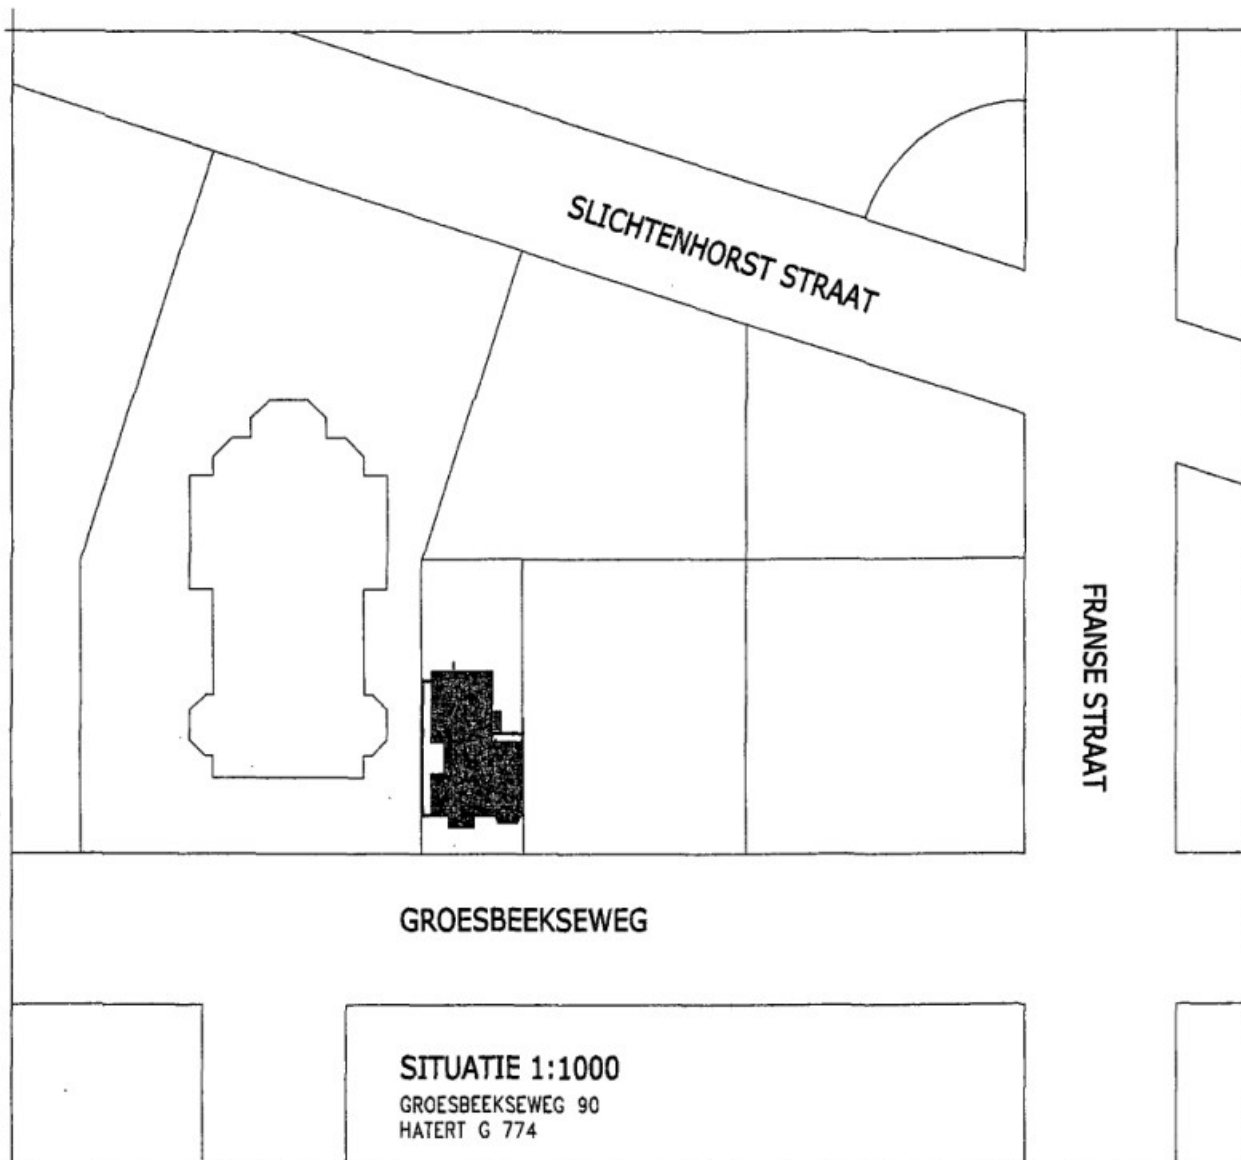 SLICHTENHORST STRAAT
FRANSE STRAAT
GROESBEEKSEWEG
SITUATIE 1:1000
GROESBEEKSEWEG 90
HATERT G 774